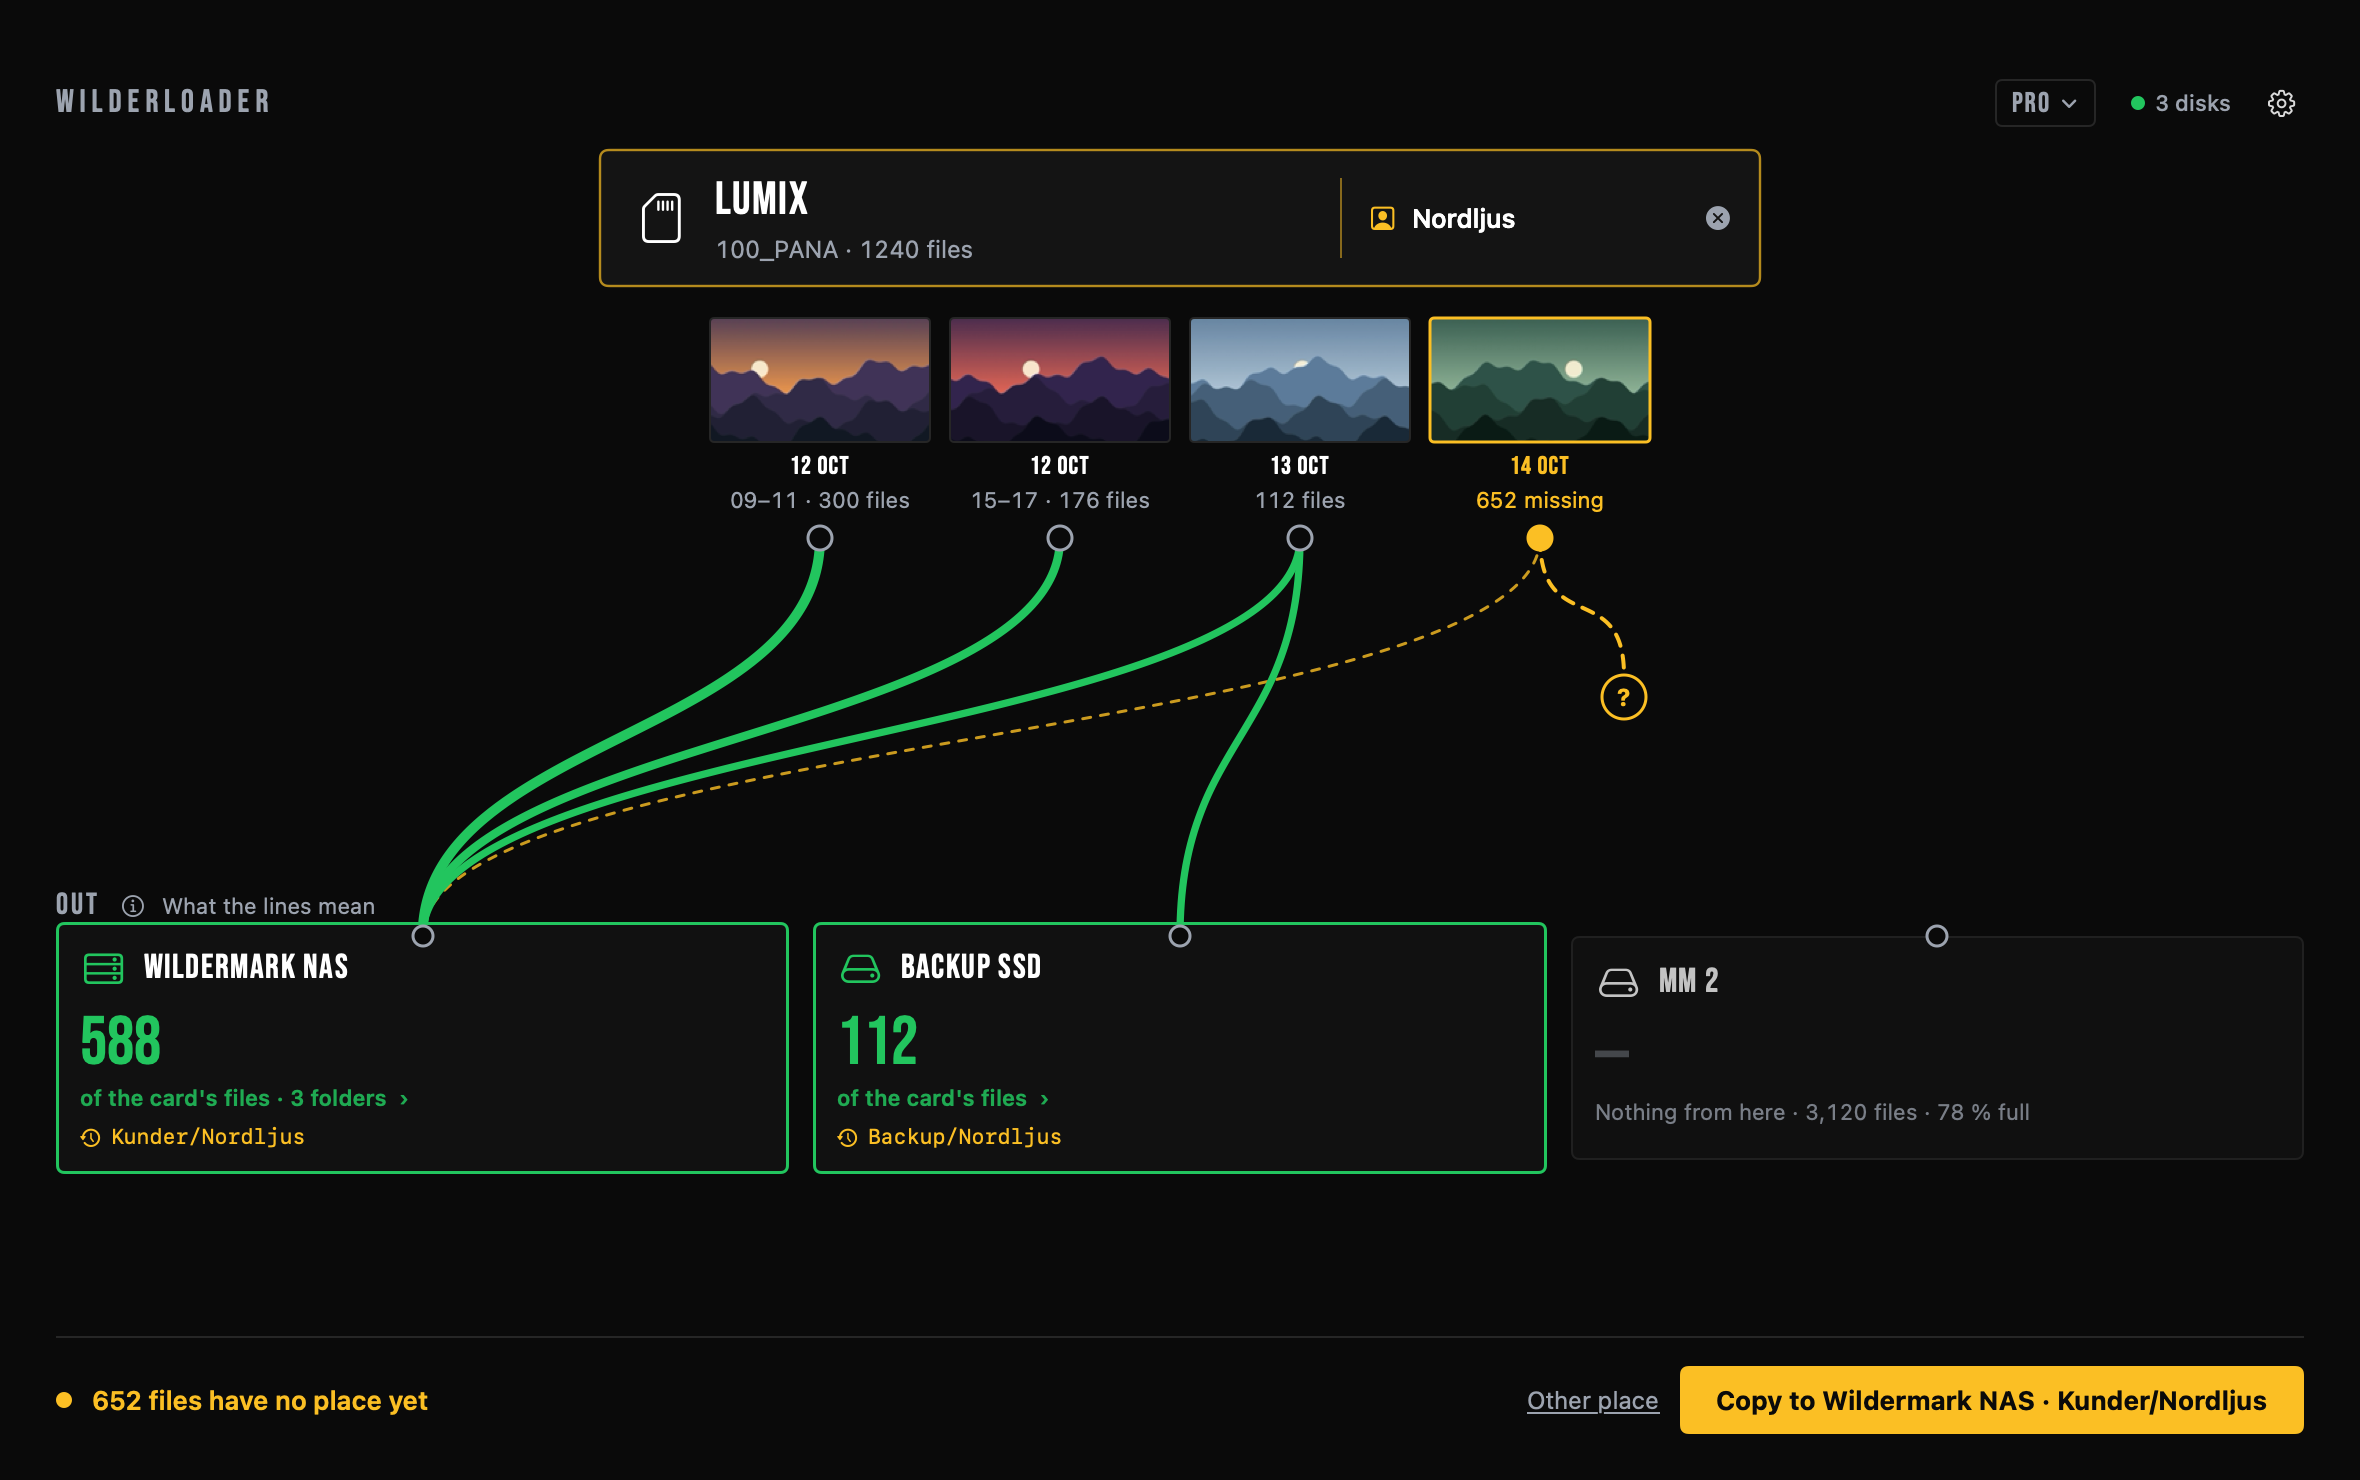 WILDERLOADER
PRO
3 disks
LUMIX
100_PANA · 1240 files
Nordljus
12 OCT
09–11 · 300 files
12 OCT
15–17 · 176 files
13 OCT
112 files
14 OCT
652 missing
?
OUT
What the lines mean
WILDERMARK NAS
588
of the card's files · 3 folders ›
Kunder/Nordljus
BACKUP SSD
112
of the card's files ›
Backup/Nordljus
MM 2
—
Nothing from here · 3,120 files · 78 % full
652 files have no place yet
Other place
Copy to Wildermark NAS · Kunder/Nordljus